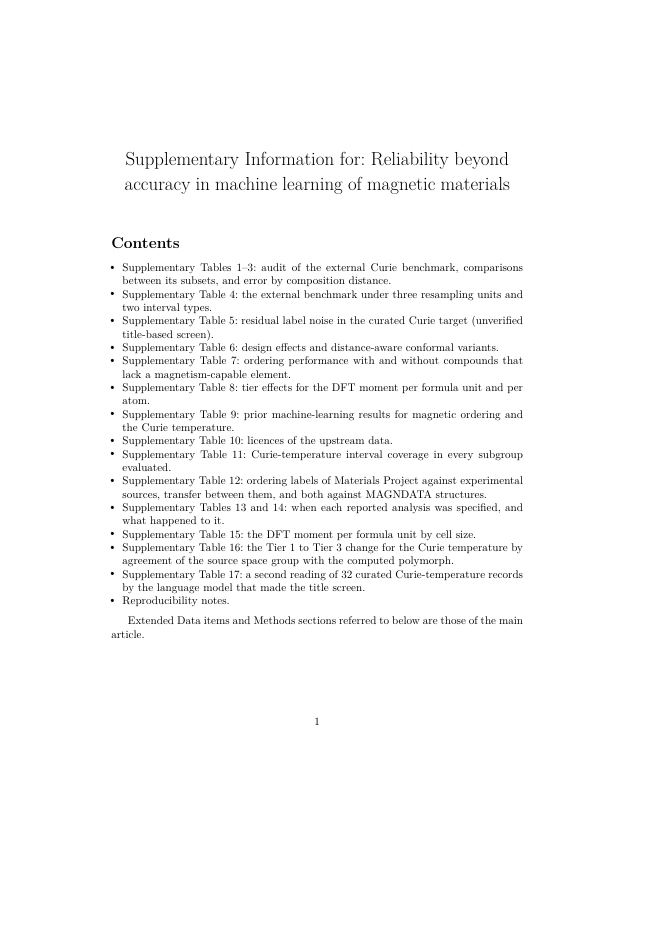 Supplementary Information for: Reliability beyond
accuracy in machine learning of magnetic materials
Contents
• Supplementary Tables 1–3: audit of the external Curie benchmark, comparisons
between its subsets, and error by composition distance.
• Supplementary Table 4: the external benchmark under three resampling units and
two interval types.
• Supplementary Table 5: residual label noise in the curated Curie target (unverified
title-based screen).
• Supplementary Table 6: design effects and distance-aware conformal variants.
• Supplementary Table 7: ordering performance with and without compounds that
lack a magnetism-capable element.
• Supplementary Table 8: tier effects for the DFT moment per formula unit and per
atom.
• Supplementary Table 9: prior machine-learning results for magnetic ordering and
the Curie temperature.
• Supplementary Table 10: licences of the upstream data.
• Supplementary Table 11: Curie-temperature interval coverage in every subgroup
evaluated.
• Supplementary Table 12: ordering labels of Materials Project against experimental
sources, transfer between them, and both against MAGNDATA structures.
• Supplementary Tables 13 and 14: when each reported analysis was specified, and
what happened to it.
• Supplementary Table 15: the DFT moment per formula unit by cell size.
• Supplementary Table 16: the Tier 1 to Tier 3 change for the Curie temperature by
agreement of the source space group with the computed polymorph.
• Supplementary Table 17: a second reading of 32 curated Curie-temperature records
by the language model that made the title screen.
• Reproducibility notes.
Extended Data items and Methods sections referred to below are those of the main
article.
1